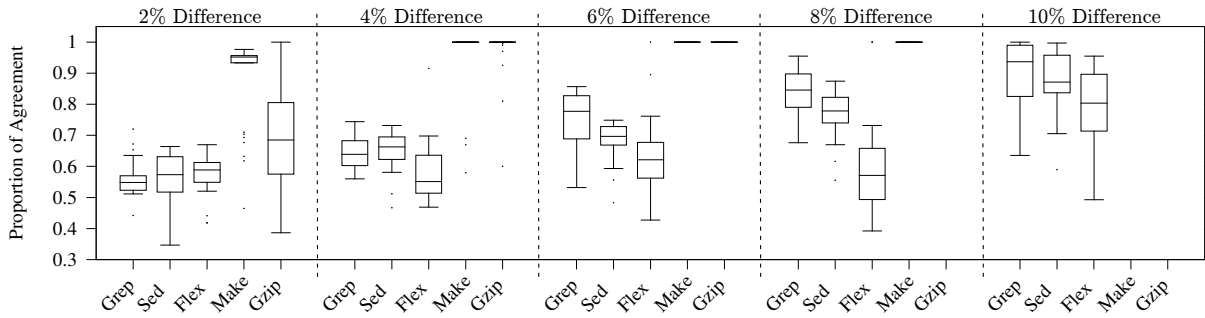 2% Difference 4% Difference 6% Difference 8% Difference 10% Difference
Proportion of Agreement
1
0.9
0.8
0.7
0.6
0.5
0.4
0.3
Grep Sed Flex Make Gzip Grep Sed Flex Make Gzip Grep Sed Flex Make Gzip Grep Sed Flex Make Gzip Grep Sed Flex Make Gzip